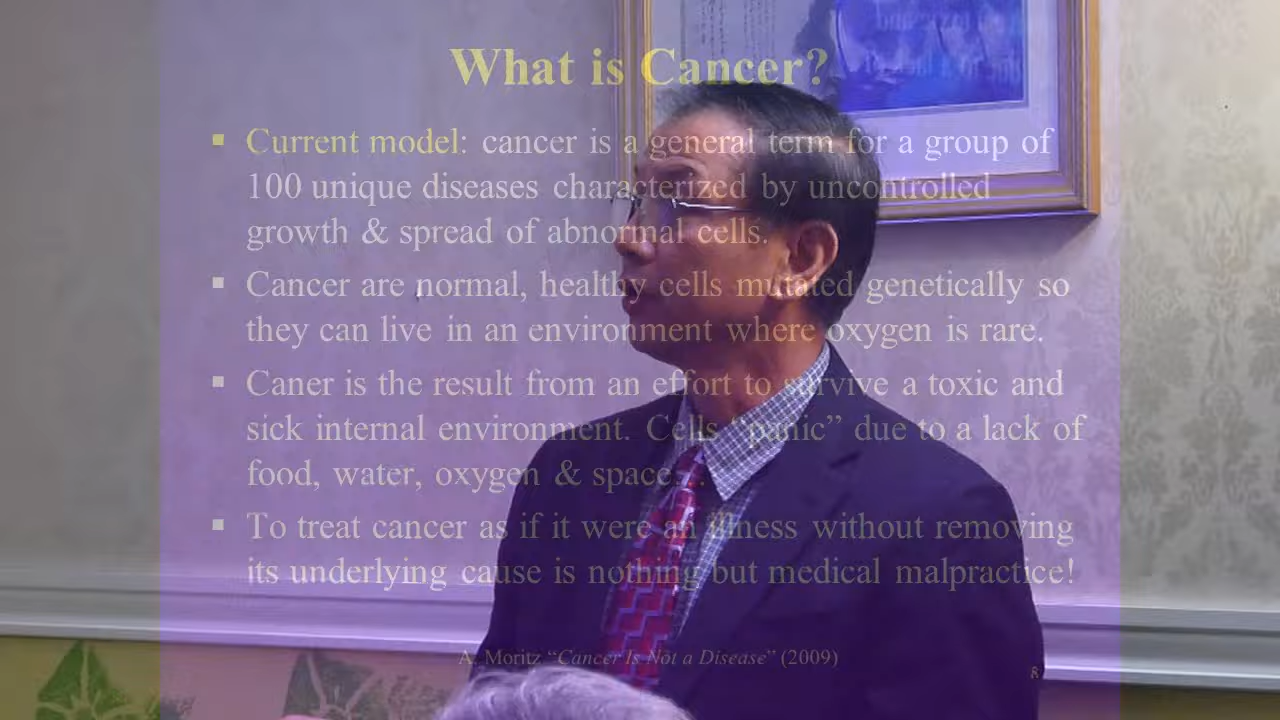 What is Cancer?
▪ Current model: cancer is a general term for a group of
100 unique diseases characterized by uncontrolled
growth & spread of abnormal cells.
▪ Cancer are normal, healthy cells mutated genetically so
they can live in an environment where oxygen is rare.
▪ Caner is the result from an effort to survive a toxic and
sick internal environment. Cells “panic” due to a lack of
food, water, oxygen & space…
▪ To treat cancer as if it were an illness without removing
its underlying cause is nothing but medical malpractice!
A. Moritz “Cancer Is Not a Disease” (2009)
8